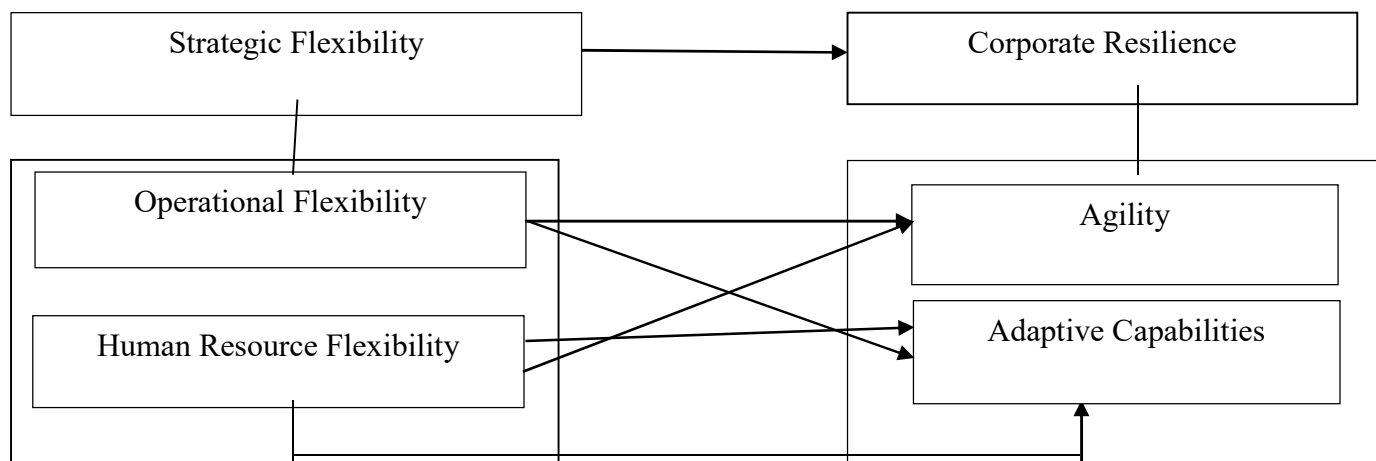 Strategic Flexibility
Corporate Resilience
Operational Flexibility
Agility
Human Resource Flexibility
Adaptive Capabilities